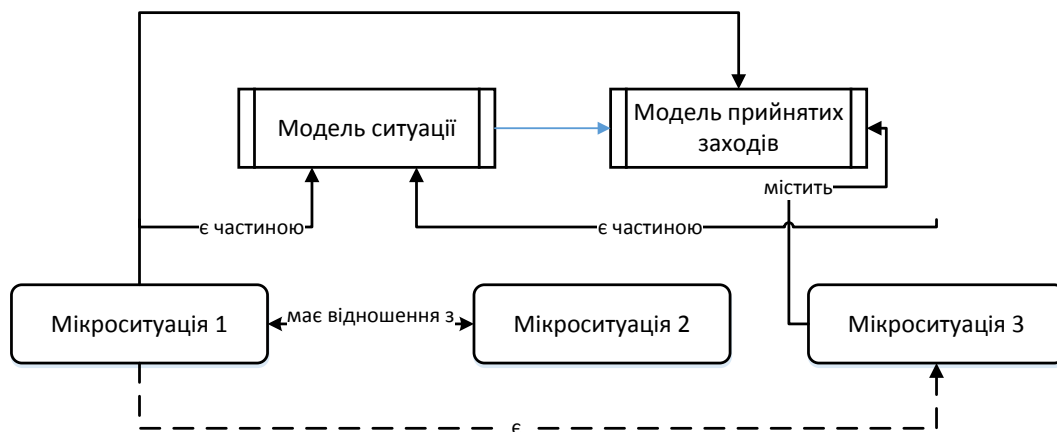 Модель ситуації
Модель прийнятих
заходів
містить
є частиною
є частиною
Мікроситуація 1
має відношення з
Мікроситуація 2
Мікроситуація 3
є